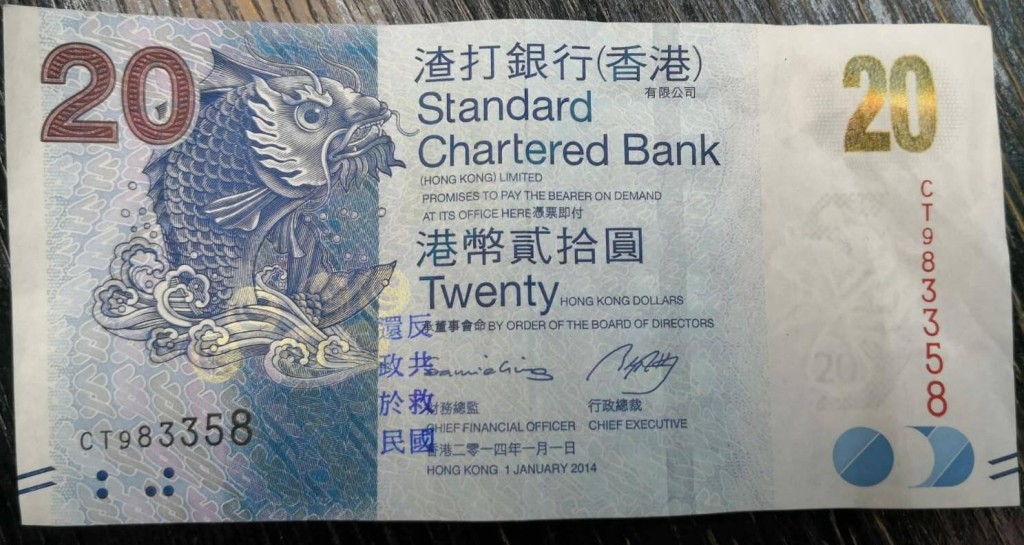 20
渣打銀行(香港)
有限公司
Standard
Chartered Bank
(HONG KONG) LIMITED
PROMISES TO PAY THE BEARER ON DEMAND
AT ITS OFFICE HERE憑票即付
港幣貳拾圓
Twenty HONG KONG DOLLARS
承董事會命 BY ORDER OF THE BOARD OF DIRECTORS
反共救國
還政於民
財務總監 行政總裁
CHIEF FINANCIAL OFFICER CHIEF EXECUTIVE
香港二零一四年一月一日
HONG KONG 1 JANUARY 2014
CT983358
20
CT983358
20